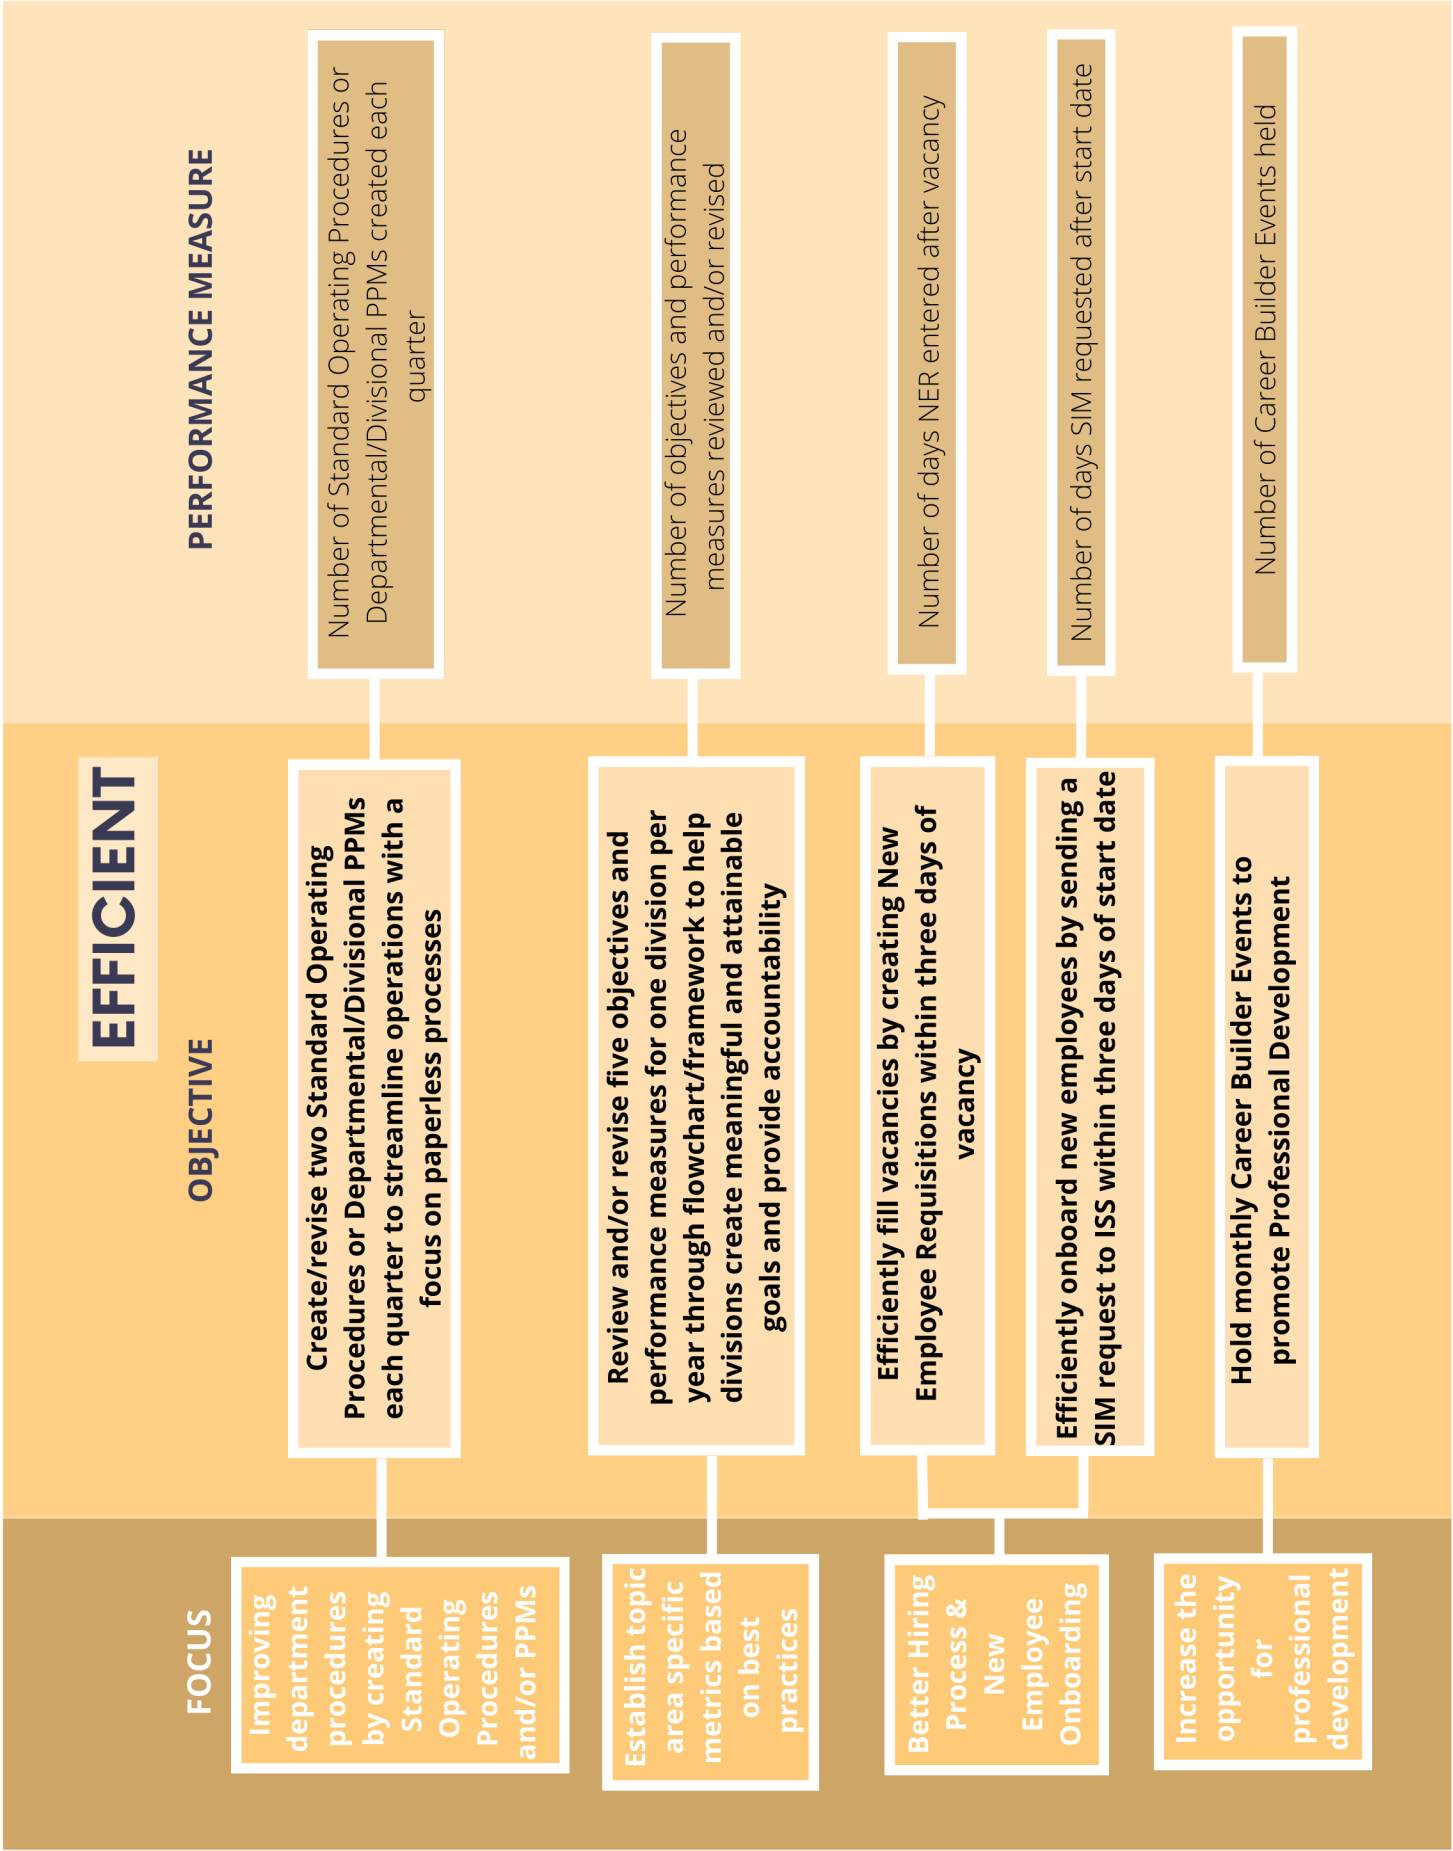 EFFICIENT
FOCUS
OBJECTIVE
PERFORMANCE MEASURE
Improving
department
procedures
by creating
Standard
Operating
Procedures
and/or PPMs
Create/revise two Standard Operating
Procedures or Departmental/Divisional PPMs
each quarter to streamline operations with a
focus on paperless processes
Number of Standard Operating Procedures or
Departmental/Divisional PPMs created each
quarter
Establish topic
area specific
metrics based
on best
practices
Review and/or revise five objectives and
performance measures for one division per
year through flowchart/framework to help
divisions create meaningful and attainable
goals and provide accountability
Number of objectives and performance
measures reviewed and/or revised
Better Hiring
Process &
New
Employee
Onboarding
Efficiently fill vacancies by creating New
Employee Requisitions within three days of
vacancy
Number of days NER entered after vacancy
Efficiently onboard new employees by sending a
SIM request to ISS within three days of start date
Number of days SIM requested after start date
Increase the
opportunity
for
professional
development
Hold monthly Career Builder Events to
promote Professional Development
Number of Career Builder Events held